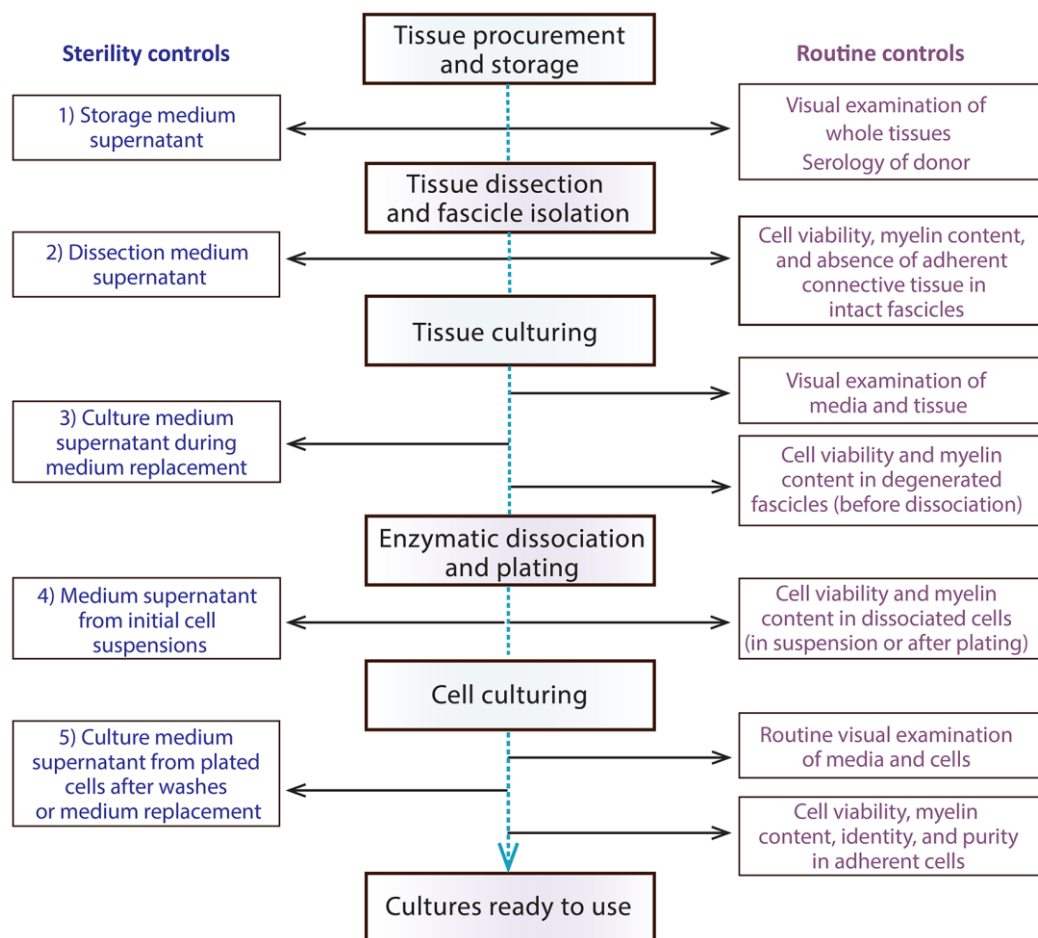 Sterility controls
Tissue procurement
and storage
Routine controls
1) Storage medium
supernatant
Visual examination of
whole tissues
Serology of donor
Tissue dissection
and fascicle isolation
2) Dissection medium
supernatant
Cell viability, myelin content,
and absence of adherent
connective tissue in
intact fascicles
Tissue culturing
Visual examination of
media and tissue
3) Culture medium
supernatant during
medium replacement
Cell viability and myelin
content in degenerated
fascicles (before dissociation)
Enzymatic dissociation
and plating
4) Medium supernatant
from initial cell
suspensions
Cell viability and myelin
content in dissociated cells
(in suspension or after plating)
Cell culturing
5) Culture medium
supernatant from plated
cells after washes
or medium replacement
Routine visual examination
of media and cells
Cell viability, myelin
content, identity, and purity
in adherent cells
Cultures ready to use